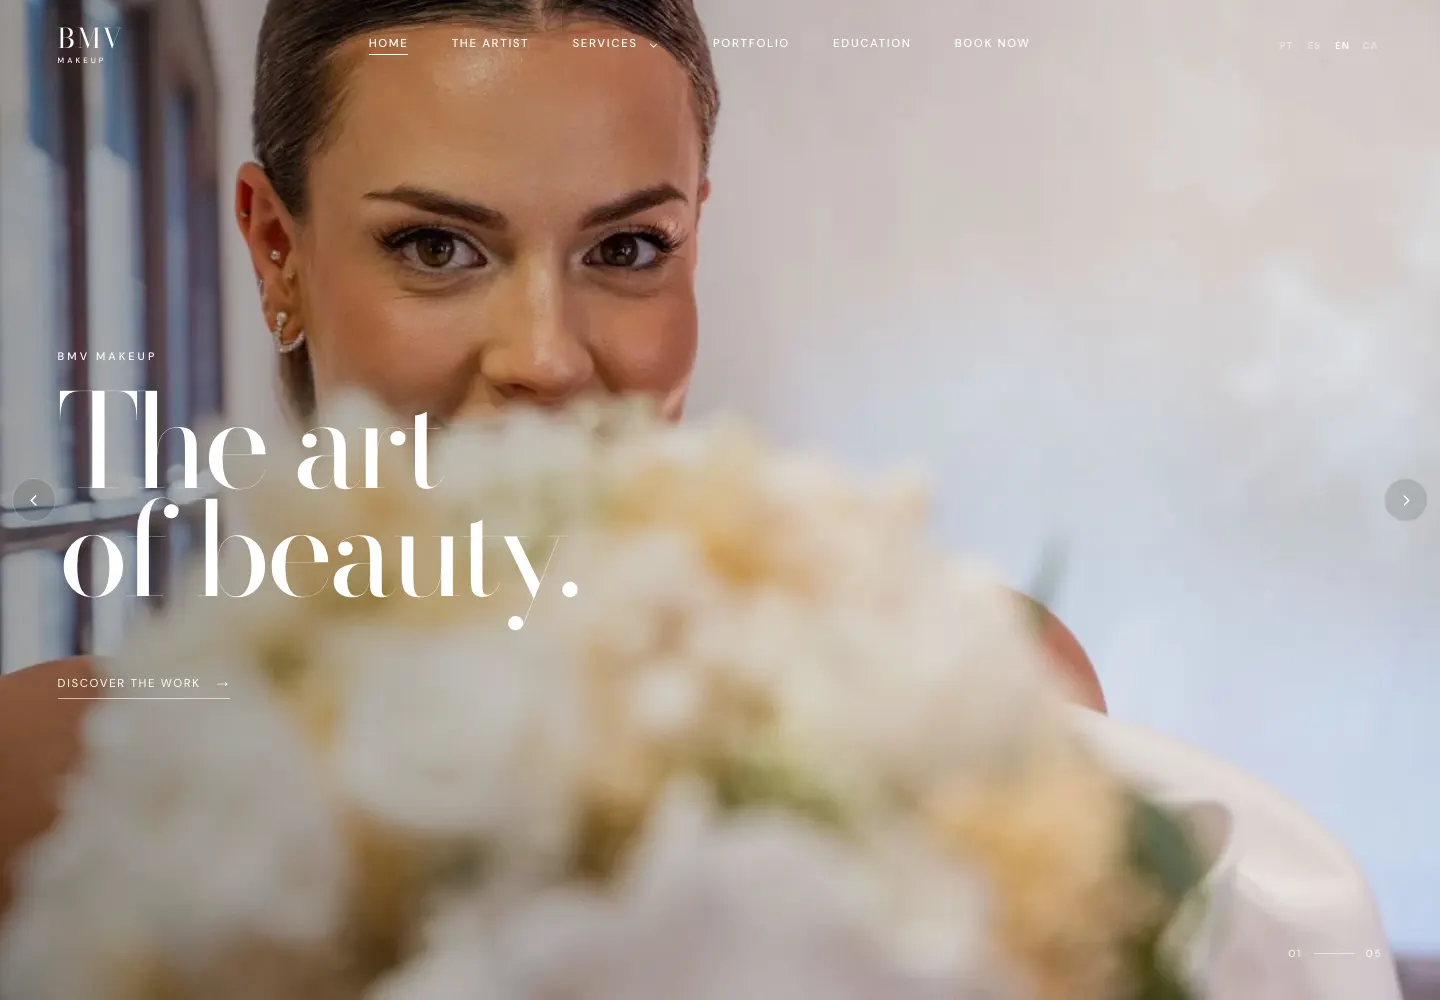 BMV
MAKEUP
HOME
THE ARTIST
SERVICES
PORTFOLIO
EDUCATION
BOOK NOW
PT ES EN CA
BMV MAKEUP
The art
of beauty.
DISCOVER THE WORK →
01 05